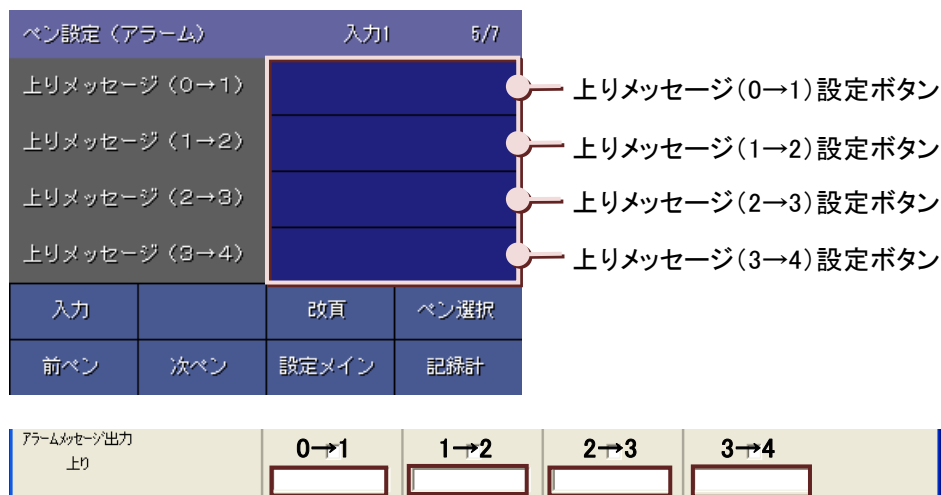 ペン設定（アラーム） 入力1 5/7
上りメッセージ（0→1）
上りメッセージ（1→2）
上りメッセージ（2→3）
上りメッセージ（3→4）
上りメッセージ（0→1）設定ボタン
上りメッセージ（1→2）設定ボタン
上りメッセージ（2→3）設定ボタン
上りメッセージ（3→4）設定ボタン
入力 改頁 ペン選択
前ペン 次ペン 設定メイン 記録計
アラームメッセージ出力
上り
0→1 1→2 2→3 3→4